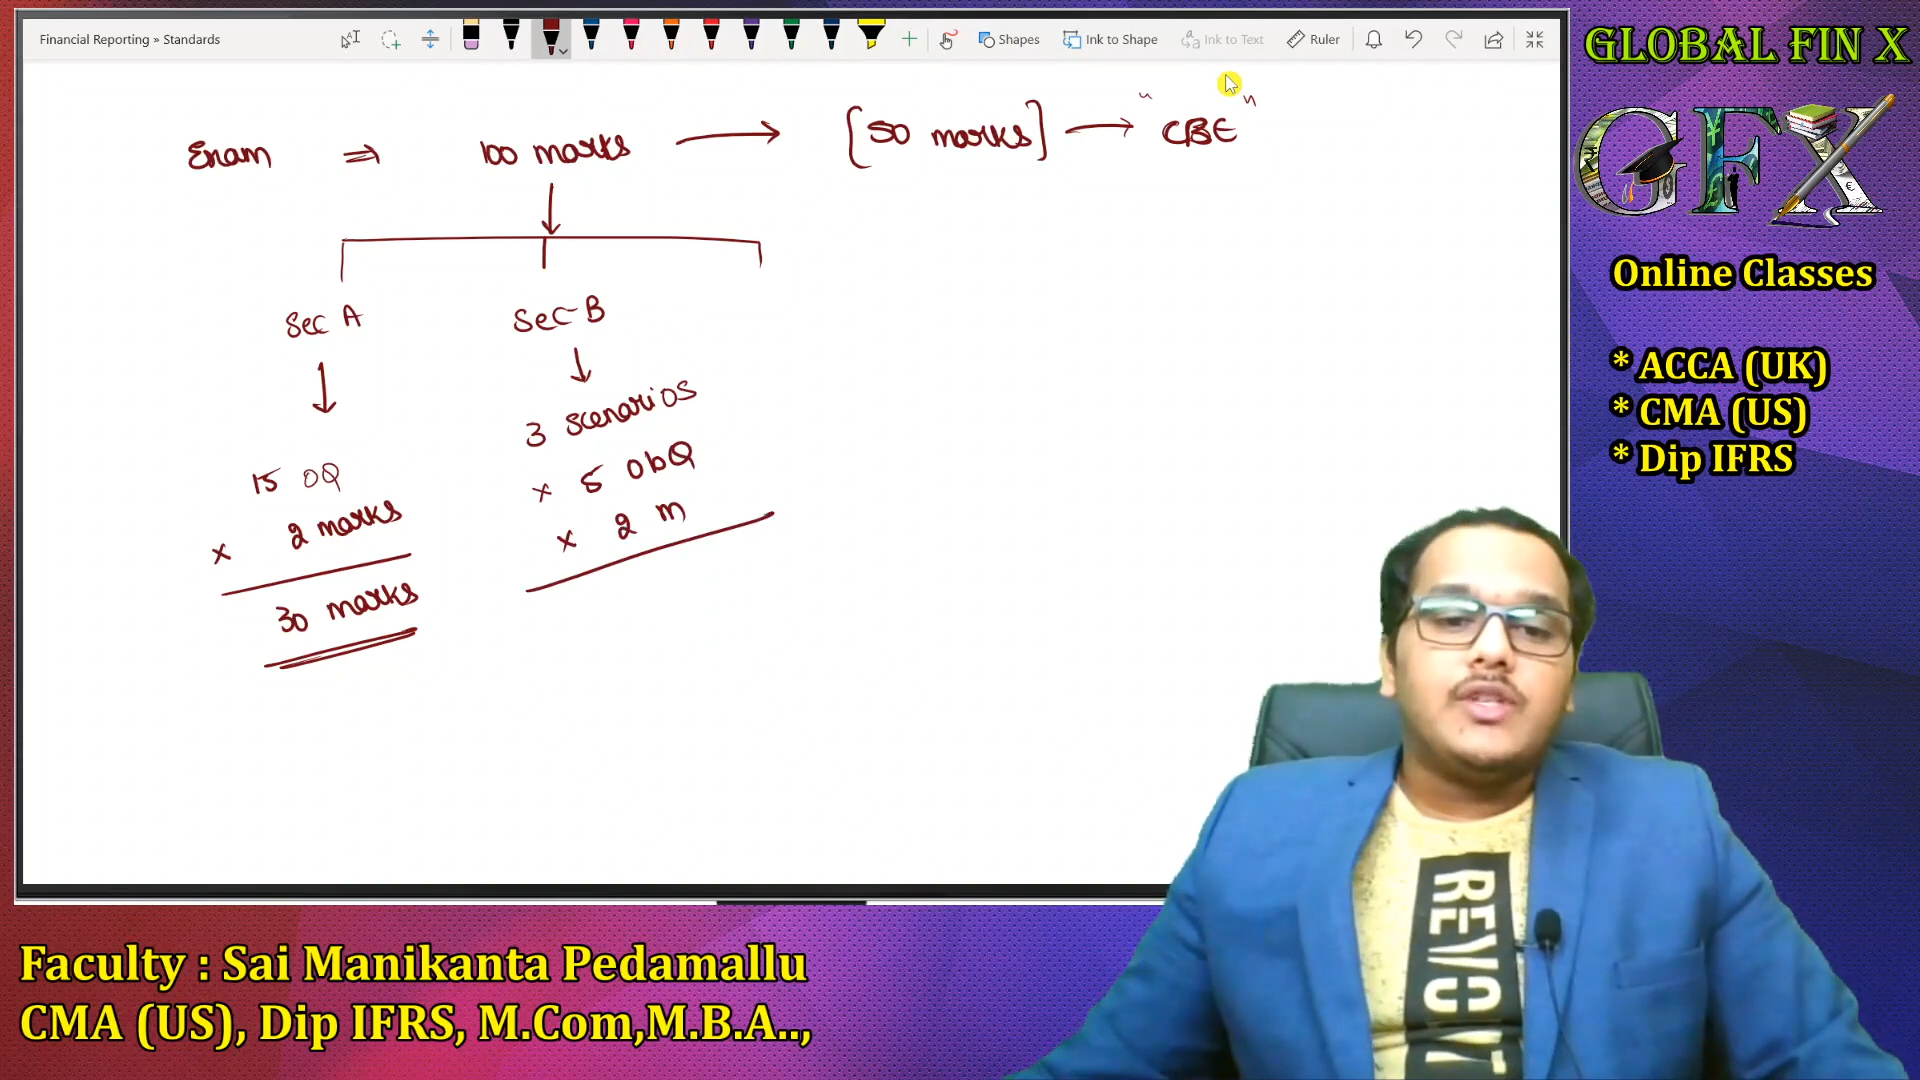 Financial Reporting » Standards
Shapes
Ink to Shape
Ink to Text
Ruler
Exam ⇒ 100 marks → [50 marks] → "CBE"
Sec A
Sec-B
3 scenarios
x 5 ObQ
x 2 m
15 OQ
x 2 marks
30 marks
GLOBAL FIN X
GFX
Online Classes
* ACCA (UK)
* CMA (US)
* Dip IFRS
REVO
Faculty : Sai Manikanta Pedamallu
CMA (US), Dip IFRS, M.Com,M.B.A..,